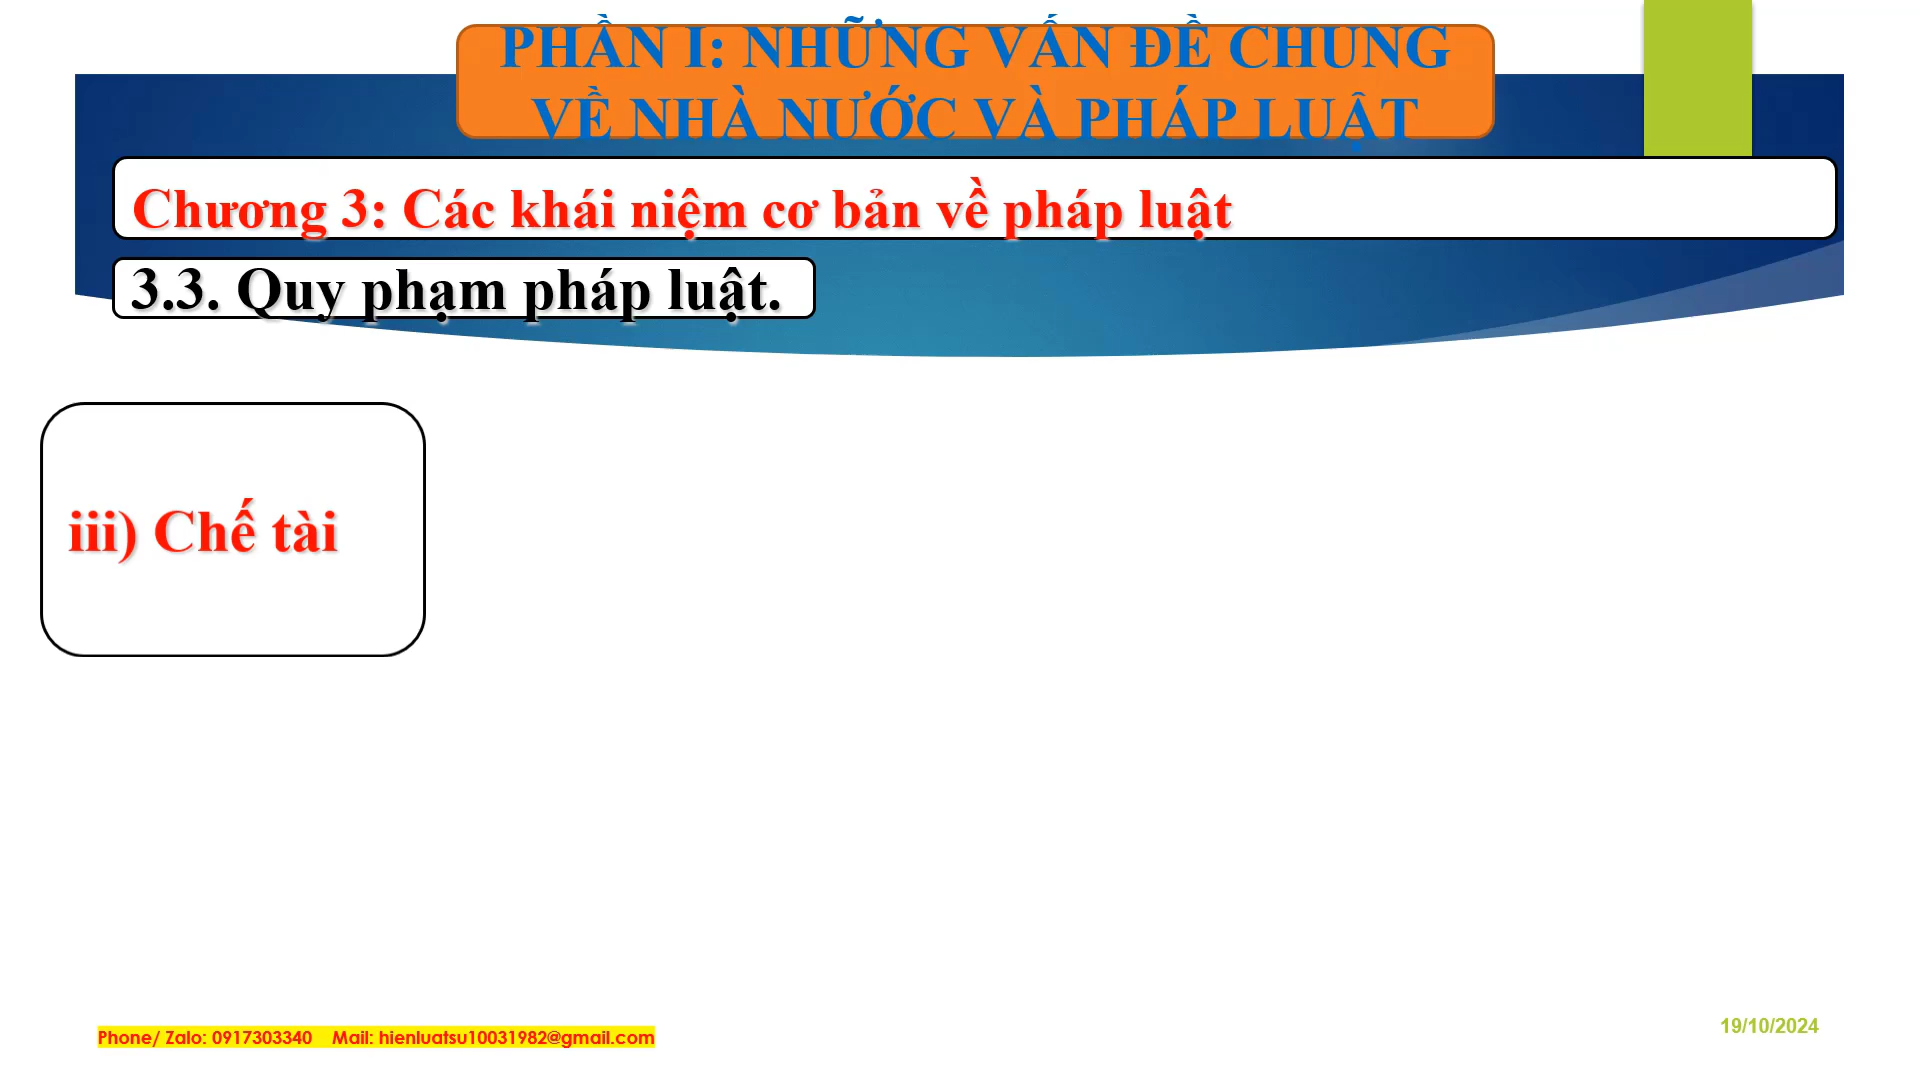 PHẦN I: NHỮNG VẤN ĐỀ CHUNG
VỀ NHÀ NƯỚC VÀ PHÁP LUẬT
Chương 3: Các khái niệm cơ bản về pháp luật
3.3. Quy phạm pháp luật.
iii) Chế tài
Phone/ Zalo: 0917303340 Mail: hienluatsu10031982@gmail.com
19/10/2024